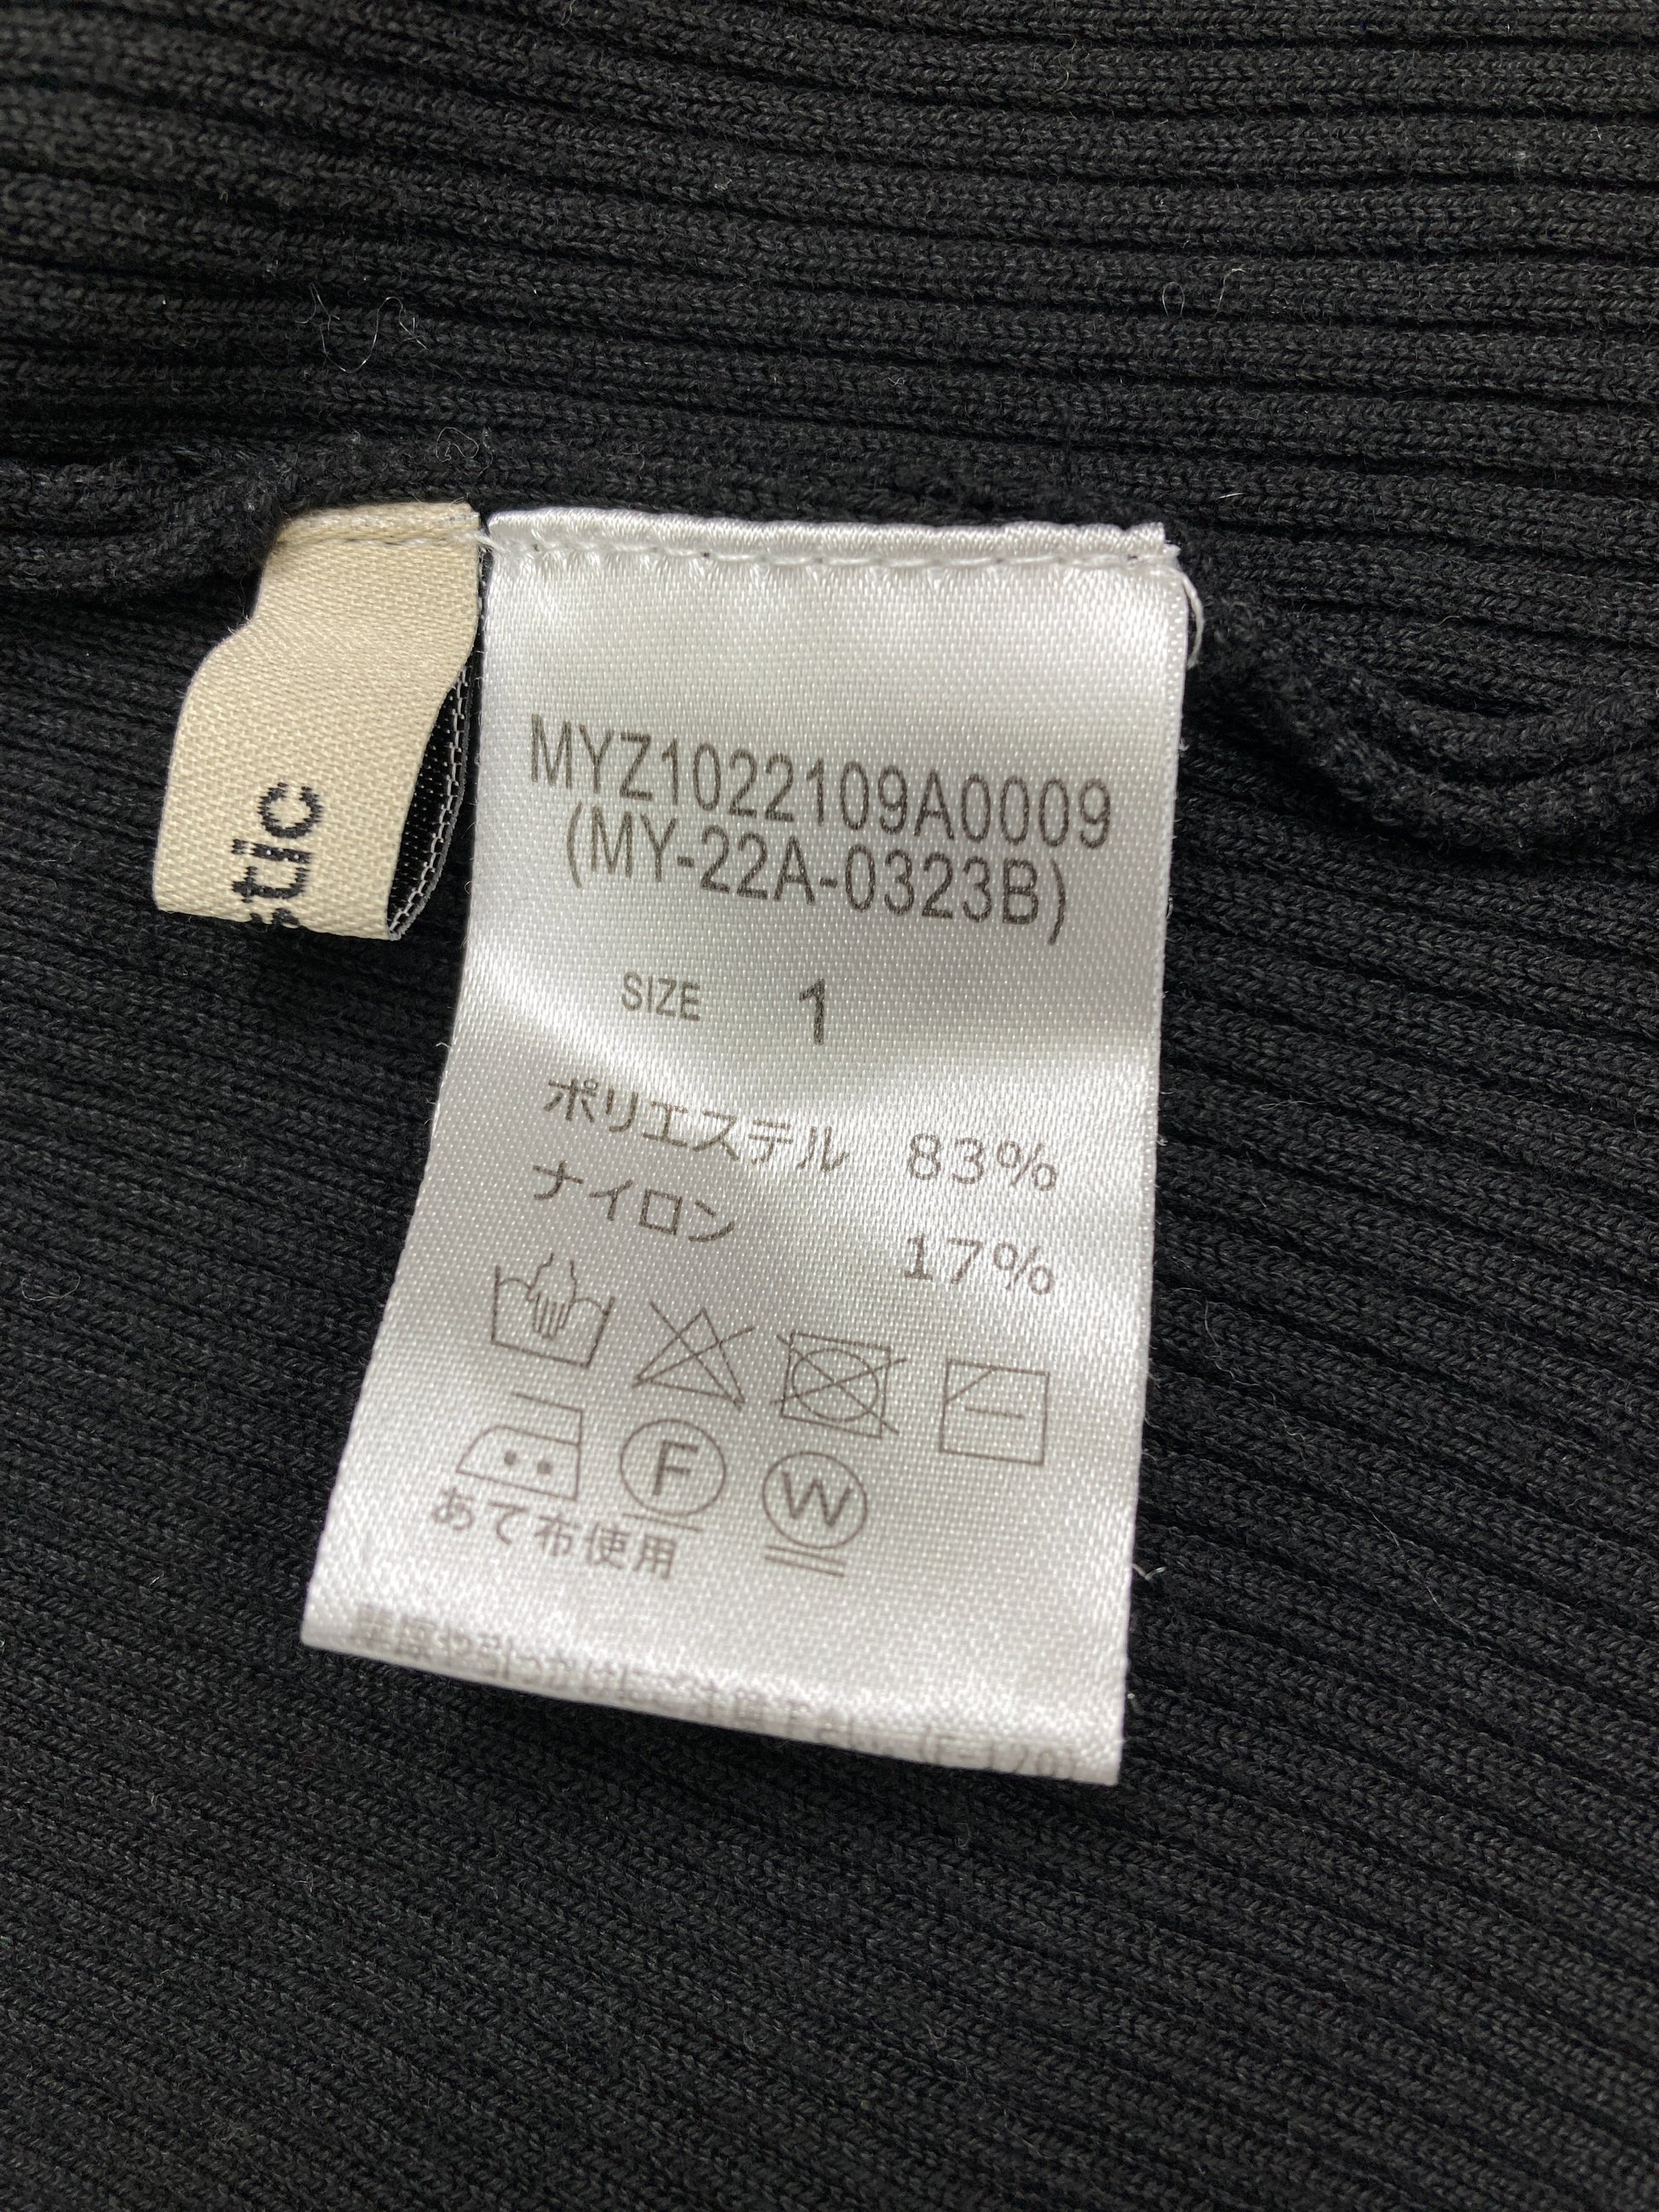 stic
MYZ1022109A0009
(MY-22A-0323B)
SIZE 1
ポリエステル 83%
ナイロン 17%
F W
あて布使用